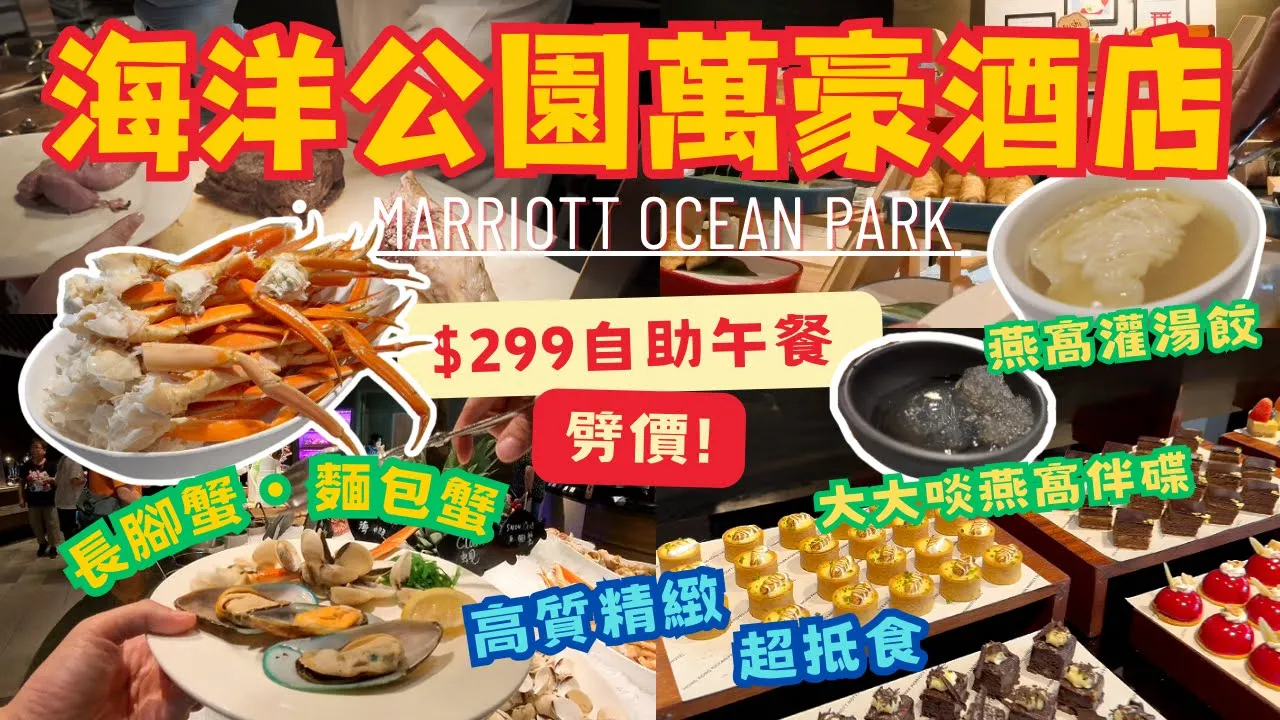 海洋公園萬豪酒店
MARRIOTT OCEAN PARK
$299自助午餐
劈價!
燕窩灌湯餃
大大啖燕窩伴碟
長腳蟹・麵包蟹
高質精緻
超抵食